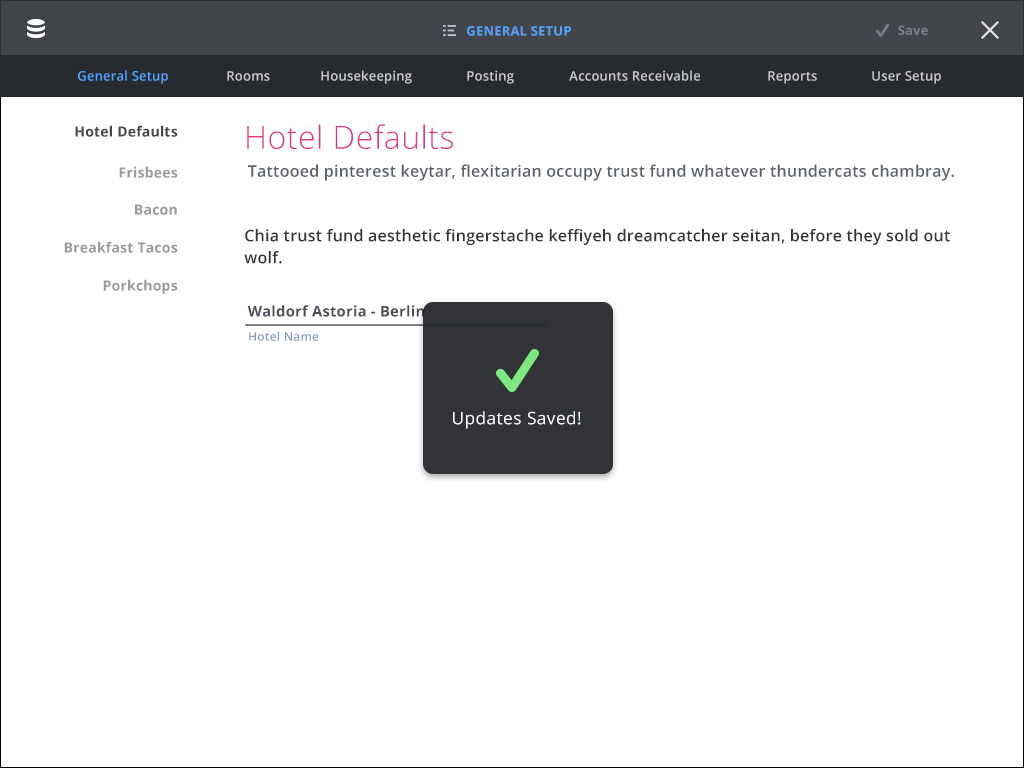 GENERAL SETUP
Save
General Setup
Rooms
Housekeeping
Posting
Accounts Receivable
Reports
User Setup
Hotel Defaults
Frisbees
Bacon
Breakfast Tacos
Porkchops
Hotel Defaults
Tattooed pinterest keytar, flexitarian occupy trust fund whatever thundercats chambray.
Chia trust fund aesthetic fingerstache keffiyeh dreamcatcher seitan, before they sold out
wolf.
Waldorf Astoria - Berlin
Hotel Name
Updates Saved!